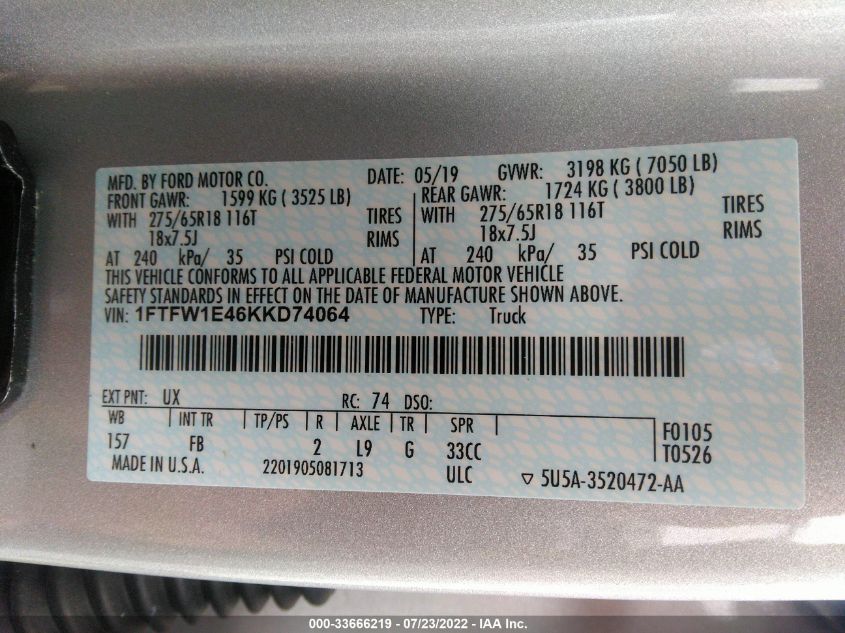 MFD. BY FORD MOTOR CO. DATE: 05/19 GVWR: 3198 KG ( 7050 LB)
FRONT GAWR: 1599 KG ( 3525 LB) REAR GAWR: 1724 KG ( 3800 LB)
WITH 275/65R18 116T TIRES WITH 275/65R18 116T TIRES
18x7.5J RIMS 18x7.5J RIMS
AT 240 kPa/ 35 PSI COLD AT 240 kPa/ 35 PSI COLD
THIS VEHICLE CONFORMS TO ALL APPLICABLE FEDERAL MOTOR VEHICLE
SAFETY STANDARDS IN EFFECT ON THE DATE OF MANUFACTURE SHOWN ABOVE.
VIN: 1FTFW1E46KKD74064 TYPE: Truck
EXT PNT: UX RC: 74 DSO:
WB INT TR TP/PS R AXLE TR SPR F0105
157 FB 2 L9 G 33CC T0526
MADE IN U.S.A. 2201905081713 ULC ▽ 5U5A-3520472-AA
000-33666219 - 07/23/2022 - IAA Inc.